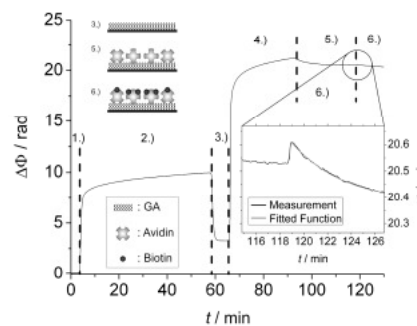 3.)
5.)
6.)
1.) 2.) 3.) 4.) 5.) 6.)
6.)
ΔΦ / rad
25
20
15
10
5
0
: GA
: Avidin
: Biotin
20.6
20.5
20.4
20.3
Measurement
Fitted Function
116 118 120 122 124 126
t / min
0 20 40 60 80 100 120
t / min